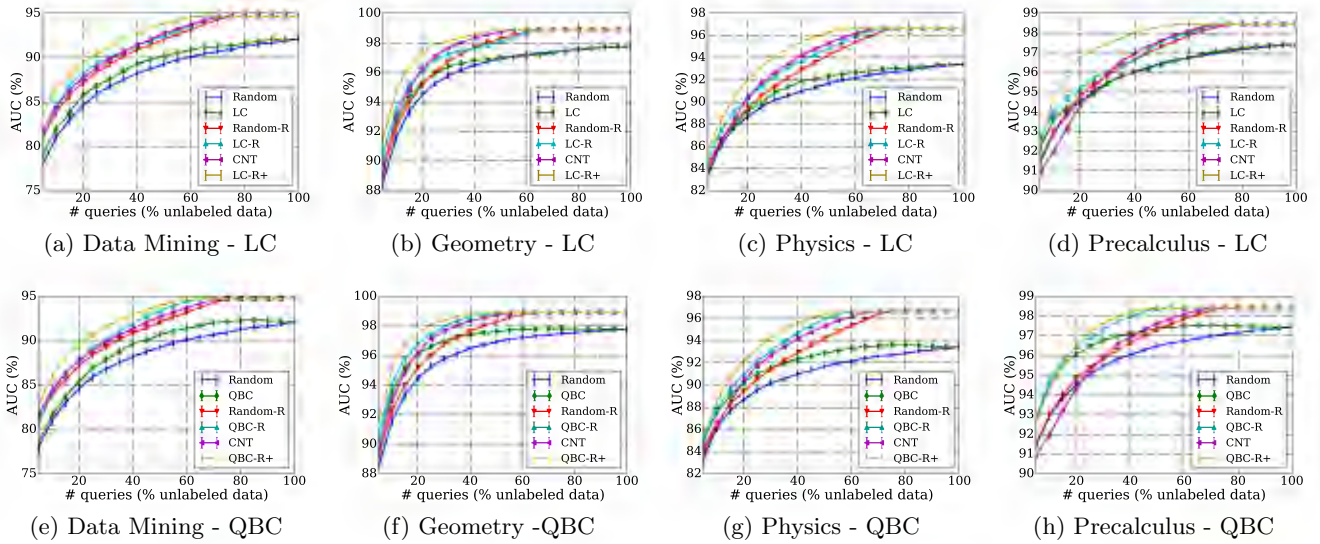 95
90
85
80
75
AUC (%)
20
40
60
80
100
# queries (% unlabeled data)
Random
LC
Random-R
LC-R
CNT
LC-R+
(a) Data Mining - LC
100
98
96
94
92
90
88
AUC (%)
20
40
60
80
100
# queries (% unlabeled data)
Random
LC
Random-R
LC-R
CNT
LC-R+
(b) Geometry - LC
98
96
94
92
90
88
86
84
82
AUC (%)
20
40
60
80
100
# queries (% unlabeled data)
Random
LC
Random-R
LC-R
CNT
LC-R+
(c) Physics - LC
99
98
97
96
95
94
93
92
91
90
AUC (%)
20
40
60
80
100
# queries (% unlabeled data)
Random
LC
Random-R
LC-R
CNT
LC-R+
(d) Precalculus - LC
95
90
85
80
75
AUC (%)
20
40
60
80
100
# queries (% unlabeled data)
Random
QBC
Random-R
QBC-R
CNT
QBC-R+
(e) Data Mining - QBC
100
98
96
94
92
90
88
AUC (%)
20
40
60
80
100
# queries (% unlabeled data)
Random
QBC
Random-R
QBC-R
CNT
QBC-R+
(f) Geometry -QBC
98
96
94
92
90
88
86
84
82
AUC (%)
20
40
60
80
100
# queries (% unlabeled data)
Random
QBC
Random-R
QBC-R
CNT
QBC-R+
(g) Physics - QBC
99
98
97
96
95
94
93
92
91
90
AUC (%)
20
40
60
80
100
# queries (% unlabeled data)
Random
QBC
Random-R
QBC-R
CNT
QBC-R+
(h) Precalculus - QBC